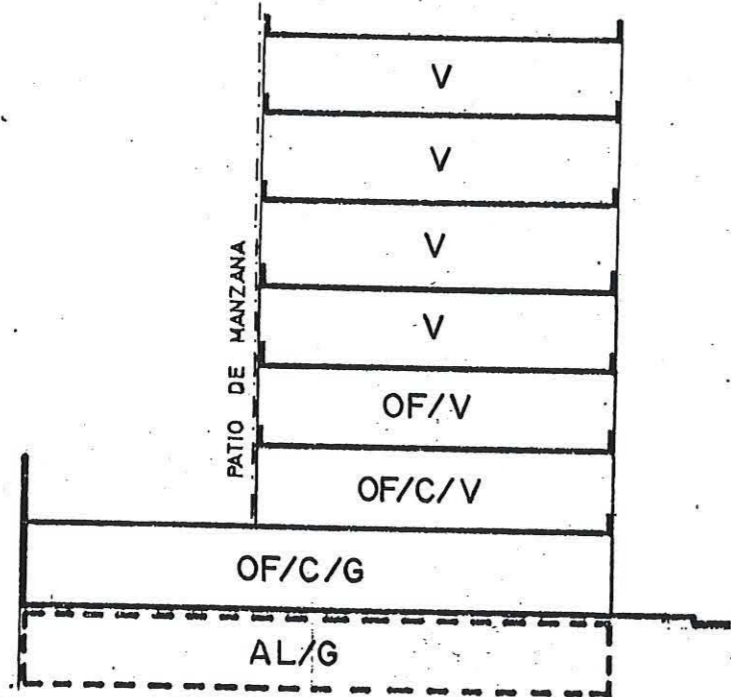 V
V
V
V
PATIO DE MANZANA
OF/V
OF/C/V
OF/C/G
AL/G